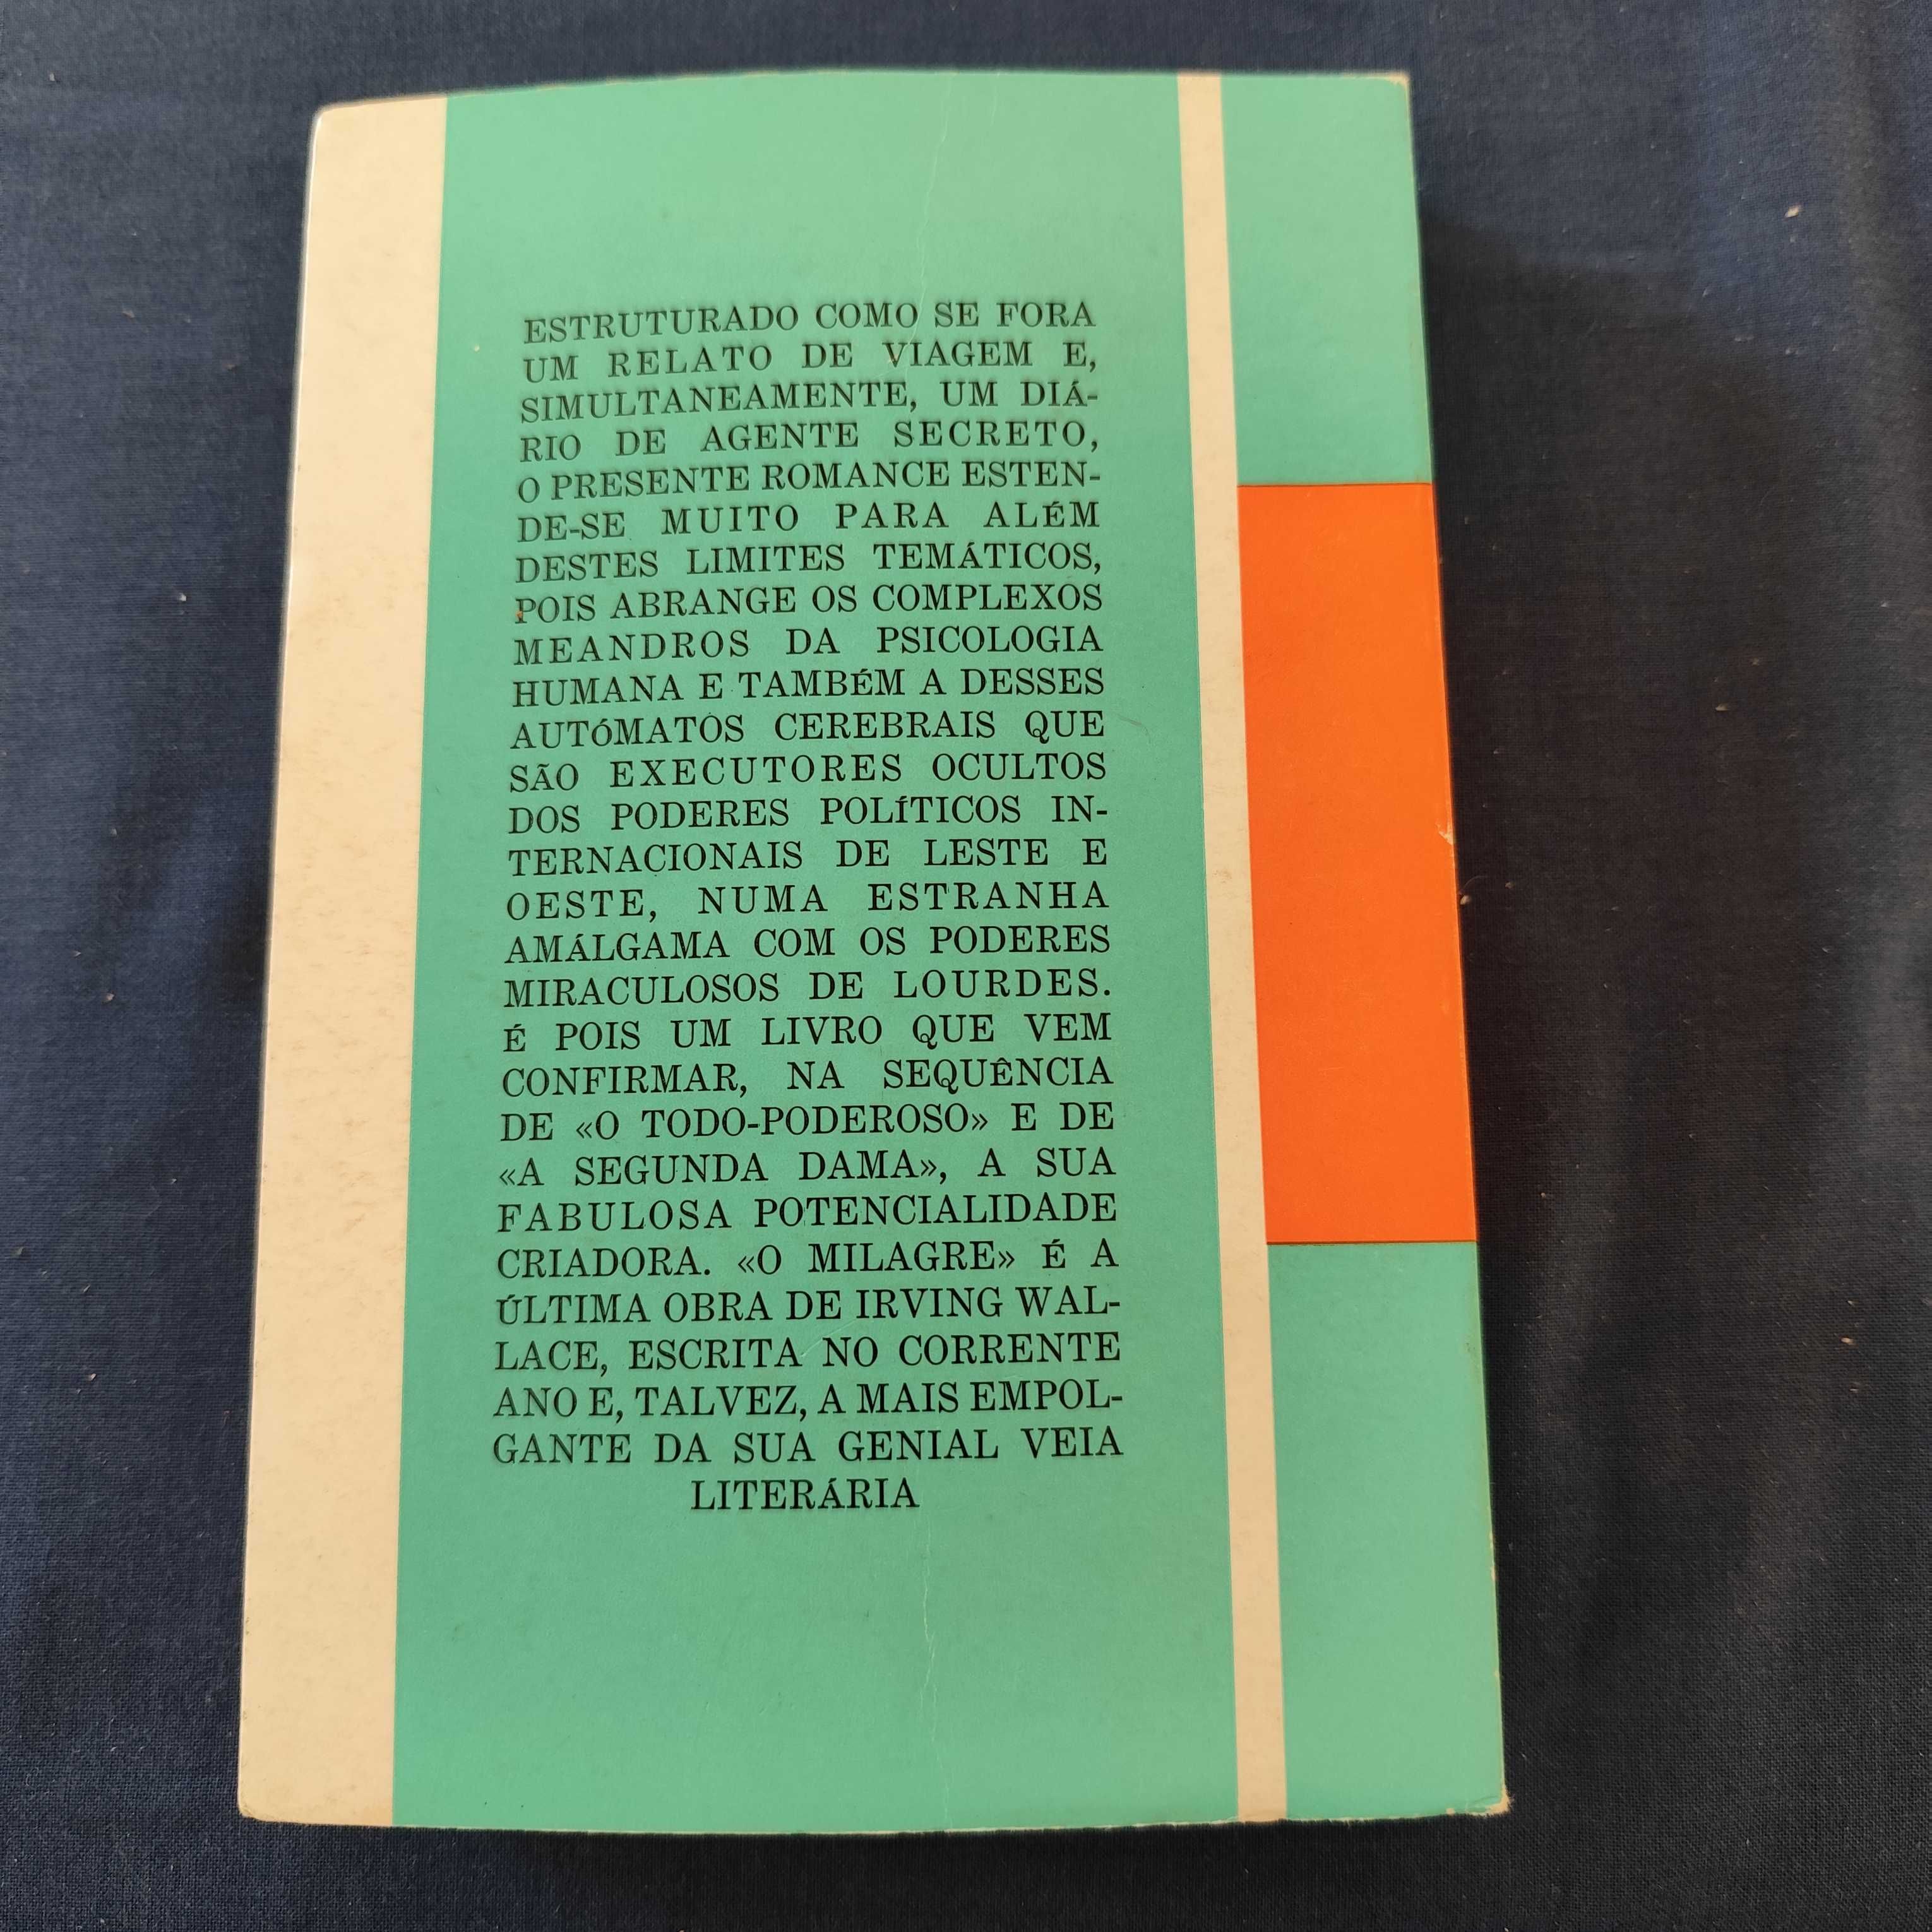 ESTRUTURADO COMO SE FORA
UM RELATO DE VIAGEM E,
SIMULTANEAMENTE, UM DIÁ-
RIO DE AGENTE SECRETO,
O PRESENTE ROMANCE ESTEN-
DE-SE MUITO PARA ALÉM
DESTES LIMITES TEMÁTICOS,
POIS ABRANGE OS COMPLEXOS
MEANDROS DA PSICOLOGIA
HUMANA E TAMBÉM A DESSES
AUTÓMATOS CEREBRAIS QUE
SÃO EXECUTORES OCULTOS
DOS PODERES POLÍTICOS IN-
TERNACIONAIS DE LESTE E
OESTE, NUMA ESTRANHA
AMÁLGAMA COM OS PODERES
MIRACULOSOS DE LOURDES.
É POIS UM LIVRO QUE VEM
CONFIRMAR, NA SEQUÊNCIA
DE «O TODO-PODEROSO» E DE
«A SEGUNDA DAMA», A SUA
FABULOSA POTENCIALIDADE
CRIADORA. «O MILAGRE» É A
ÚLTIMA OBRA DE IRVING WAL-
LACE, ESCRITA NO CORRENTE
ANO E, TALVEZ, A MAIS EMPOL-
GANTE DA SUA GENIAL VEIA
LITERÁRIA